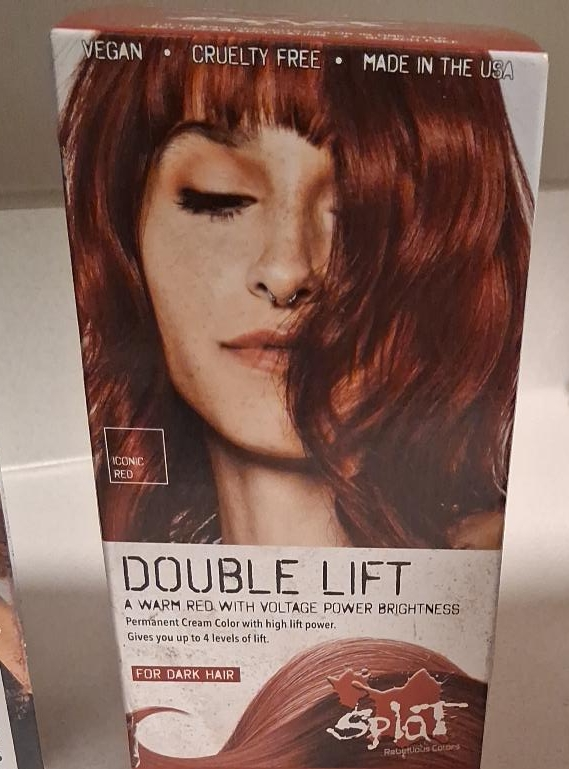 VEGAN • CRUELTY FREE • MADE IN THE USA
ICONIC
RED
DOUBLE LIFT
A WARM RED WITH VOLTAGE POWER BRIGHTNESS
Permanent Cream Color with high lift power.
Gives you up to 4 levels of lift.
FOR DARK HAIR
Splat
Rebellious Colors